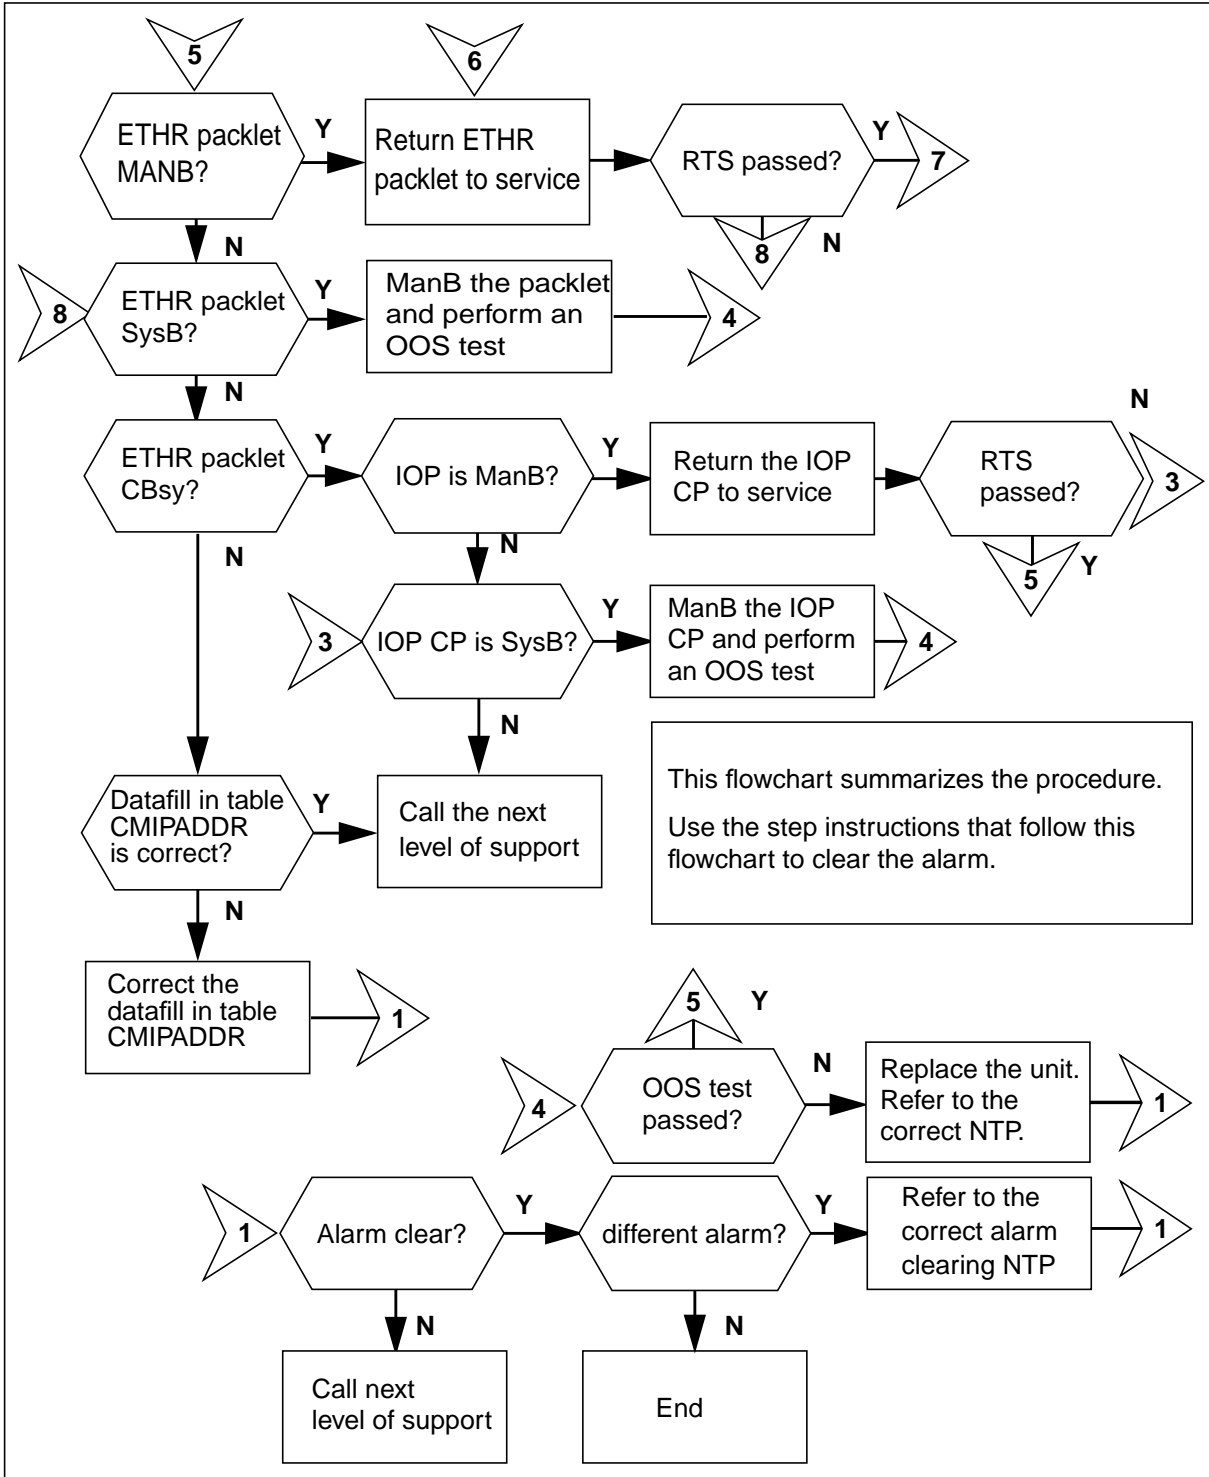 5
6
ETHR packlet
MANB?
Y
Return ETHR
packlet to service
RTS passed?
Y
7
N
8
N
8
ETHR packlet
SysB?
Y
ManB the packlet
and perform an
OOS test
4
N
ETHR packlet
CBsy?
Y
IOP is ManB?
Y
Return the IOP
CP to service
RTS
passed?
N
3
N
N
5
Y
3
IOP CP is SysB?
Y
ManB the IOP
CP and perform
an OOS test
4
N
Datafill in table
CMIPADDR
is correct?
Y
Call the next
level of support
This flowchart summarizes the procedure.
Use the step instructions that follow this
flowchart to clear the alarm.
N
Correct the
datafill in table
CMIPADDR
1
5
Y
4
OOS test
passed?
N
Replace the unit.
Refer to the
correct NTP.
1
1
Alarm clear?
Y
different alarm?
Y
Refer to the
correct alarm
clearing NTP
1
N
N
Call next
level of support
End